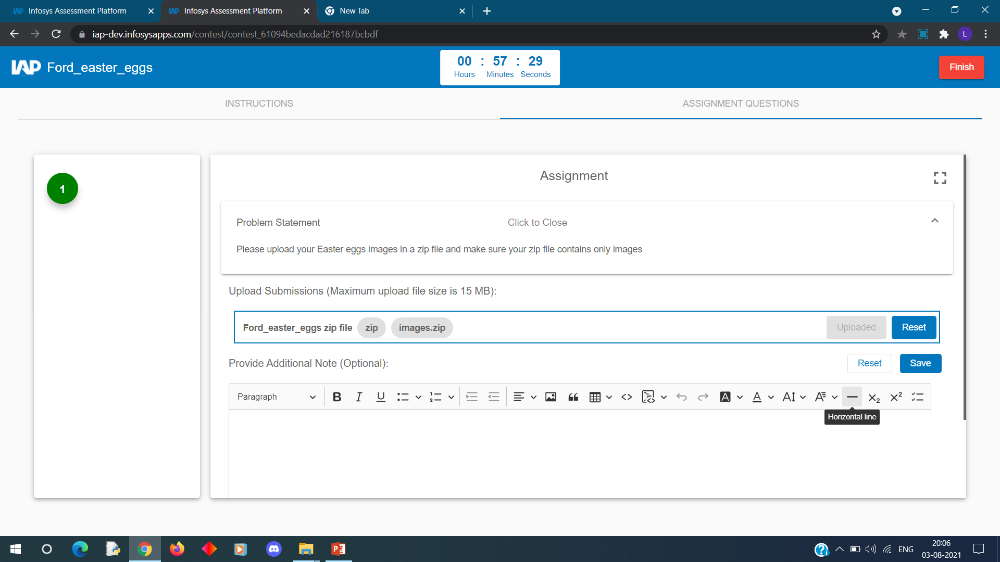 IAP Infosys Assessment Platform
IAP Infosys Assessment Platform
New Tab
iap-dev.infosysapps.com/contest/contest_61094bedacdad216187bcbdf
L
IAP Ford_easter_eggs
00 : 57 : 29
Hours Minutes Seconds
Finish
INSTRUCTIONS
ASSIGNMENT QUESTIONS
1
Assignment
Problem Statement
Click to Close
Please upload your Easter eggs images in a zip file and make sure your zip file contains only images
Upload Submissions (Maximum upload file size is 15 MB):
Ford_easter_eggs zip file zip images.zip Uploaded Reset
Provide Additional Note (Optional): Reset Save
Paragraph
Horizontal line
ENG
20:06
03-08-2021